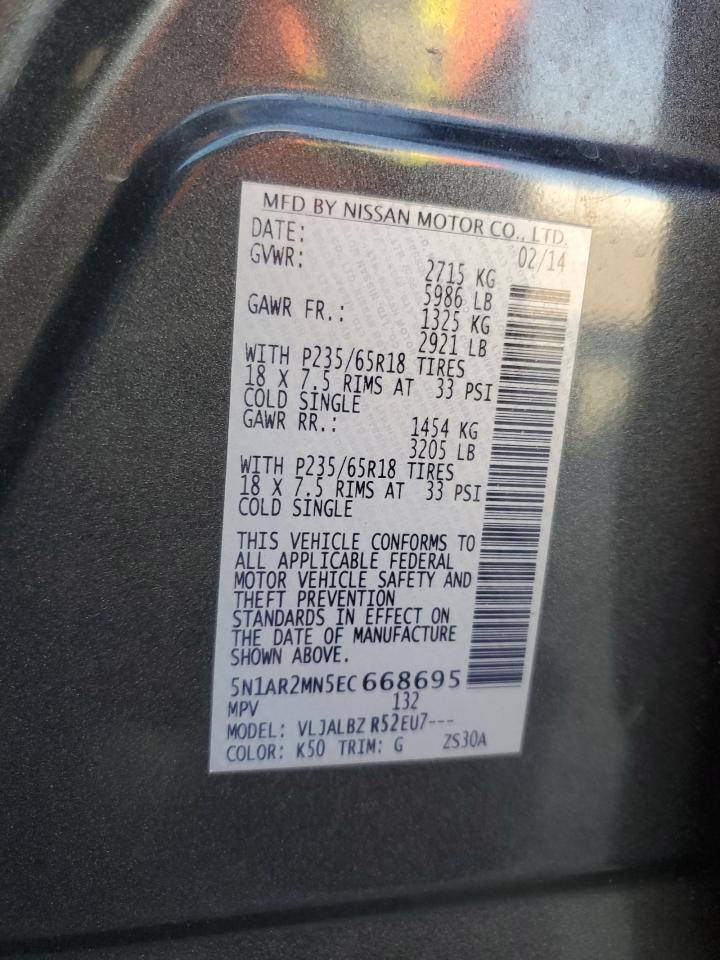 MFD BY NISSAN MOTOR CO., LTD.
DATE: 02/14
GVWR: 2715 KG
5986 LB
GAWR FR.: 1325 KG
2921 LB
WITH P235/65R18 TIRES
18 X 7.5 RIMS AT 33 PSI
COLD SINGLE
GAWR RR.: 1454 KG
3205 LB
WITH P235/65R18 TIRES
18 X 7.5 RIMS AT 33 PSI
COLD SINGLE
THIS VEHICLE CONFORMS TO
ALL APPLICABLE FEDERAL
MOTOR VEHICLE SAFETY AND
THEFT PREVENTION
STANDARDS IN EFFECT ON
THE DATE OF MANUFACTURE
SHOWN ABOVE.
5N1AR2MN5EC 668695
MPV 132
MODEL: VLJALBZ R52EU7---
COLOR: K50 TRIM: G ZS30A